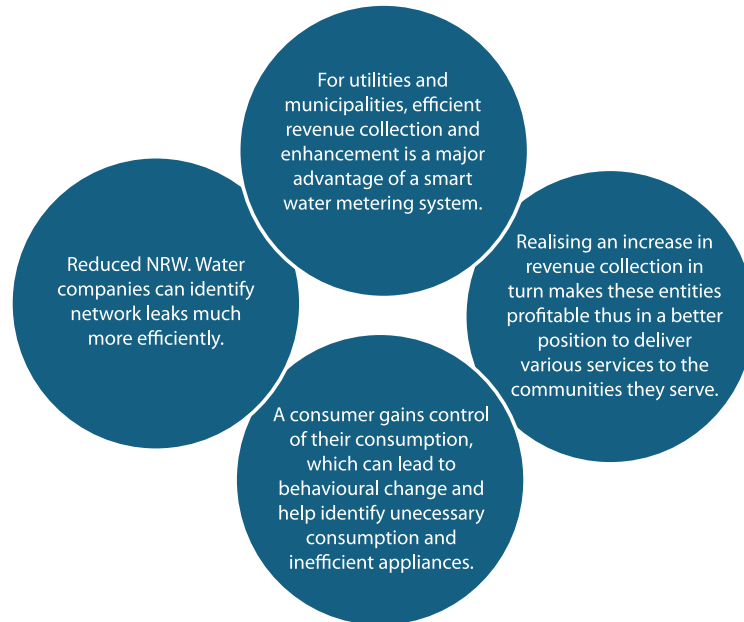 For utilities and
municipalities, efficient
revenue collection and
enhancement is a major
advantage of a smart
water metering system.
Reduced NRW. Water
companies can identify
network leaks much
more efficiently.
Realising an increase in
revenue collection in
turn makes these entities
profitable thus in a better
position to deliver
various services to the
communities they serve.
A consumer gains control
of their consumption,
which can lead to
behavioural change and
help identify unecessary
consumption and
inefficient appliances.